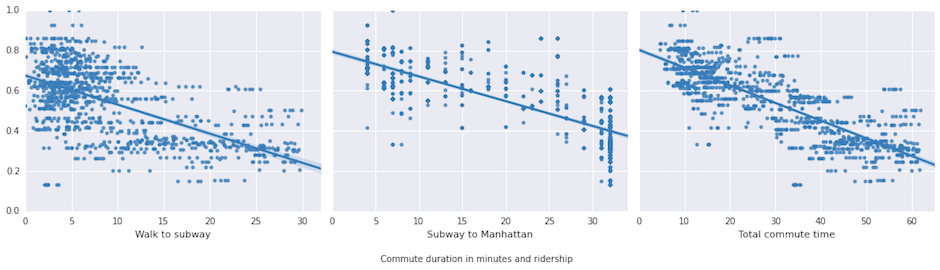 1.0
0.8
0.6
0.4
0.2
0.0
0 5 10 15 20 25 30
0 5 10 15 20 25 30
0 10 20 30 40 50 60
Walk to subway
Subway to Manhattan
Total commute time
Commute duration in minutes and ridership